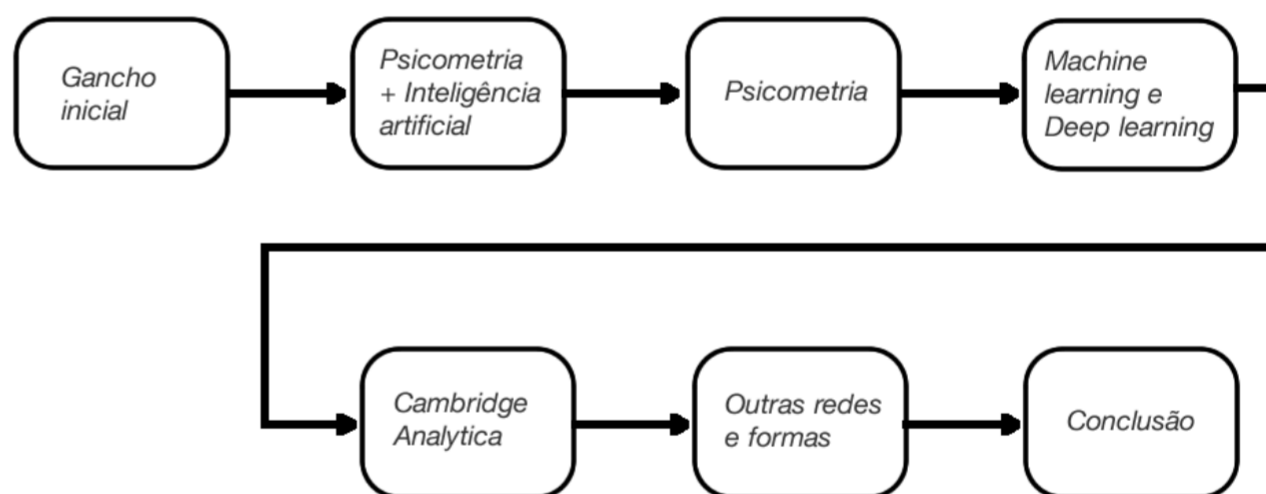 Gancho
inicial
Psicometria
+ Inteligência
artificial
Psicometria
Machine
learning e
Deep learning
Cambridge
Analytica
Outras redes
e formas
Conclusão